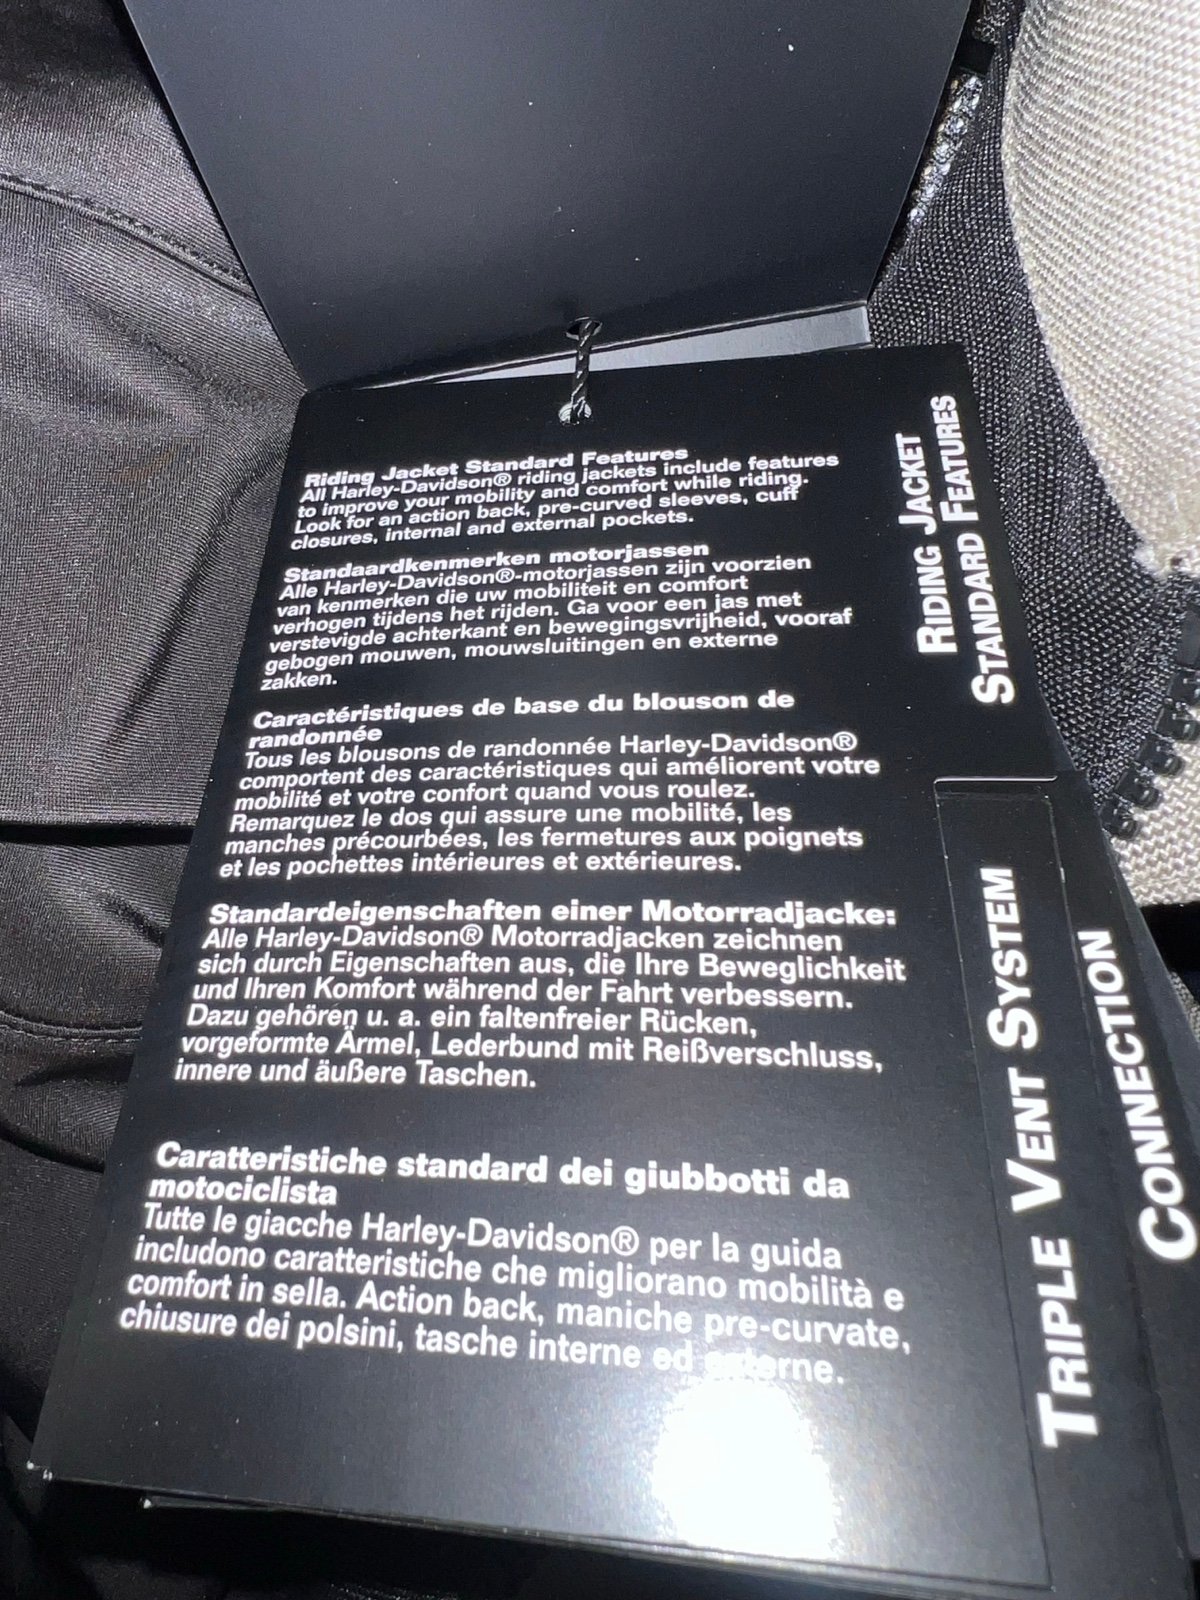 Riding Jacket Standard Features
All Harley-Davidson® riding jackets include features
to improve your mobility and comfort while riding.
Look for an action back, pre-curved sleeves, cuff
closures, internal and external pockets.
Standaardkenmerken motorjassen
Alle Harley-Davidson®-motorjassen zijn voorzien
van kenmerken die uw mobiliteit en comfort
verhogen tijdens het rijden. Ga voor een jas met
verstevigde achterkant en bewegingsvrijheid, vooraf
gebogen mouwen, mouwsluitingen en externe
zakken.
Caractéristiques de base du blouson de
randonnée
Tous les blousons de randonnée Harley-Davidson®
comportent des caractéristiques qui améliorent votre
mobilité et votre confort quand vous roulez.
Remarquez le dos qui assure une mobilité, les
manches précourbées, les fermetures aux poignets
et les pochettes intérieures et extérieures.
Standardeigenschaften einer Motorradjacke:
Alle Harley-Davidson® Motorradjacken zeichnen
sich durch Eigenschaften aus, die Ihre Beweglichkeit
und Ihren Komfort während der Fahrt verbessern.
Dazu gehören u. a. ein faltenfreier Rücken,
vorgeformte Ärmel, Lederbund mit Reißverschluss,
innere und äußere Taschen.
Caratteristiche standard dei giubbotti da
motociclista
Tutte le giacche Harley-Davidson® per la guida
includono caratteristiche che migliorano mobilità e
comfort in sella. Action back, maniche pre-curvate,
chiusure dei polsini, tasche interne ed esterne.
RIDING JACKET
STANDARD FEATURES
TRIPLE VENT SYSTEM
CONNECTION